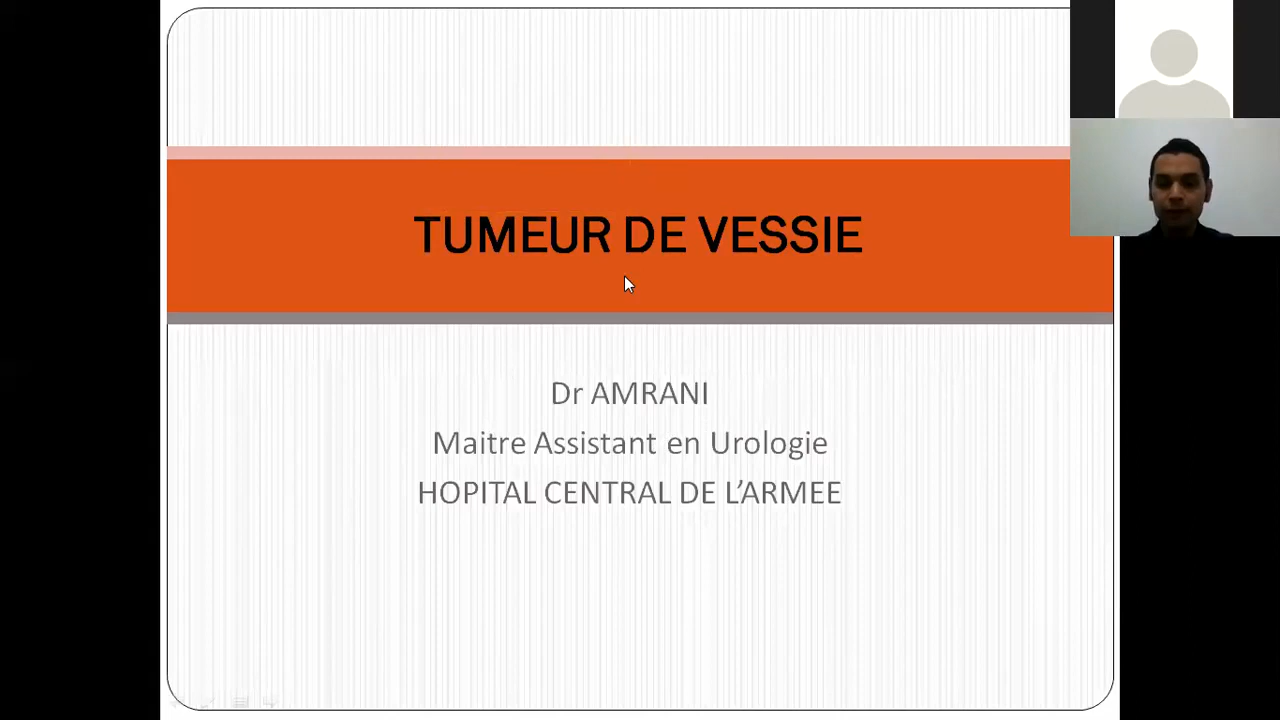 TUMEUR DE VESSIE
Dr AMRANI
Maitre Assistant en Urologie
HOPITAL CENTRAL DE L'ARMEE